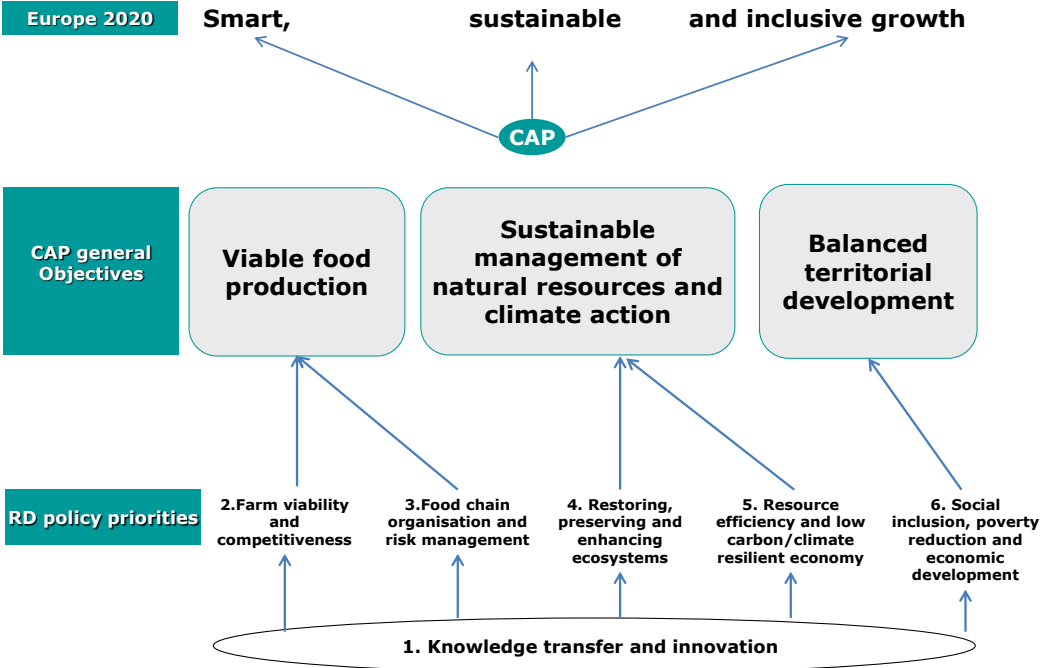 Europe 2020
Smart,
sustainable
and inclusive growth
CAP
CAP general
Objectives
Viable food
production
Sustainable
management of
natural resources and
climate action
Balanced
territorial
development
RD policy priorities
2.Farm viability
and
competitiveness
3.Food chain
organisation and
risk management
4. Restoring,
preserving and
enhancing
ecosystems
5. Resource
efficiency and low
carbon/climate
resilient economy
6. Social
inclusion, poverty
reduction and
economic
development
1. Knowledge transfer and innovation